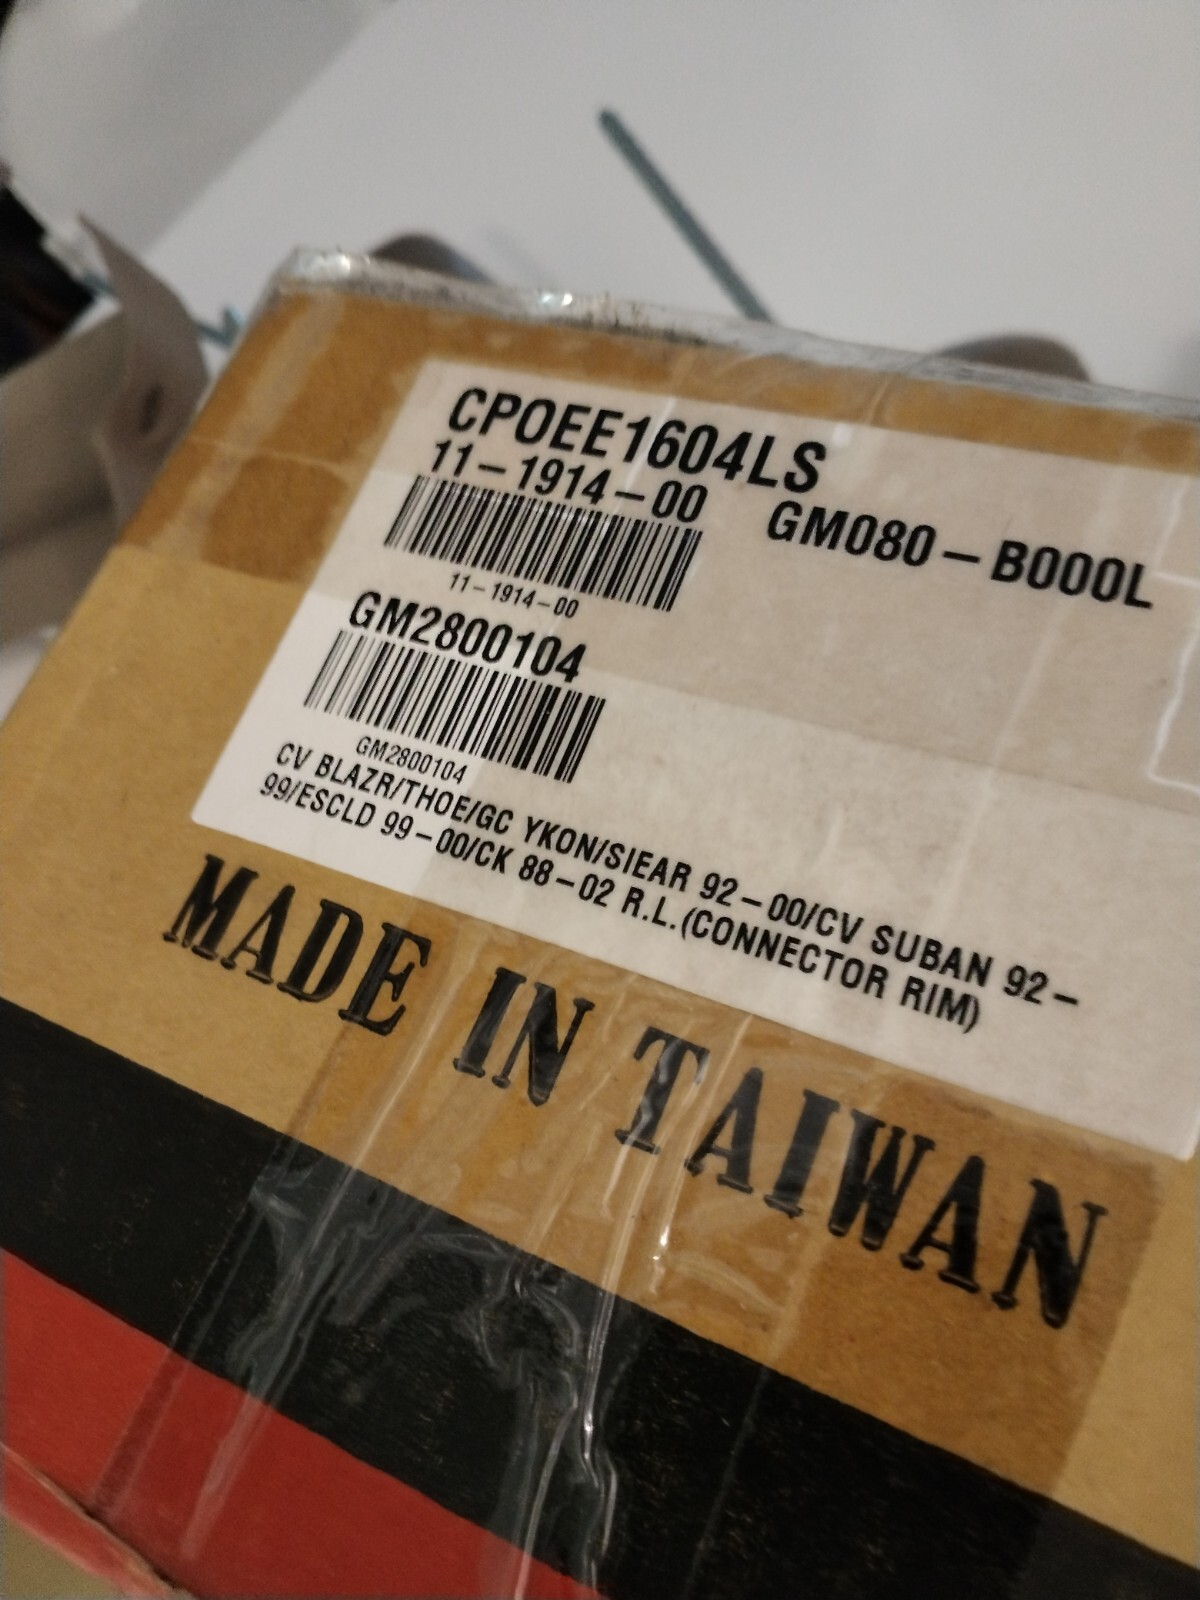 CPOEE1604LS
11-1914-00 GM080-B000L
11-1914-00
GM2800104
GM2800104
CV BLAZR/THOE/GC YKON/SIEAR 92-00/CV SUBAN 92-
99/ESCLD 99-00/CK 88-02 R.L.(CONNECTOR RIM)
MADE IN TAIWAN